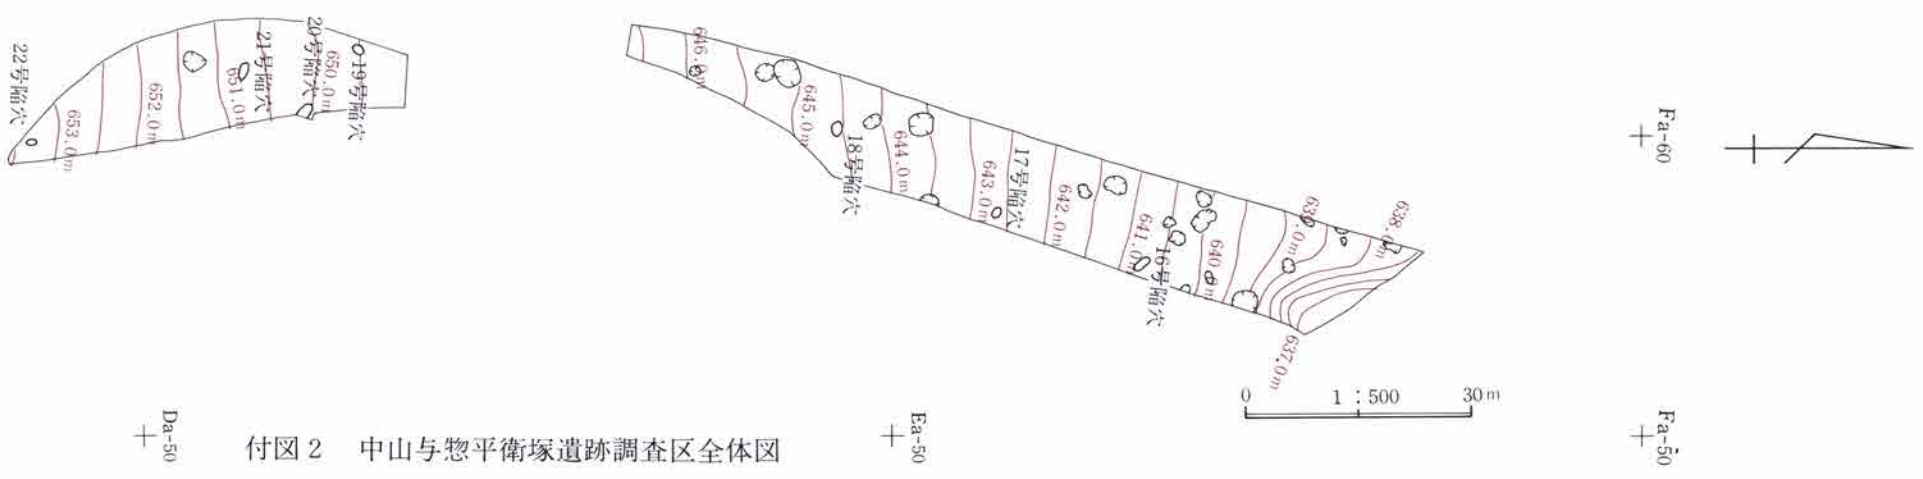 22号陥穴
653.0m
652.0m
651.0m
21号陥穴
20号陥穴
650.0m
19号陥穴
646.0m
645.0m
18号陥穴
644.0m
643.0m
17号陥穴
642.0m
641.0m
16号陥穴
640.0m
638.0m
637.0m
Fa-60
0 1:500 30m
Da-50
Ea-50
Fa-50
付図2 中山与惣平衛塚遺跡調査区全体図